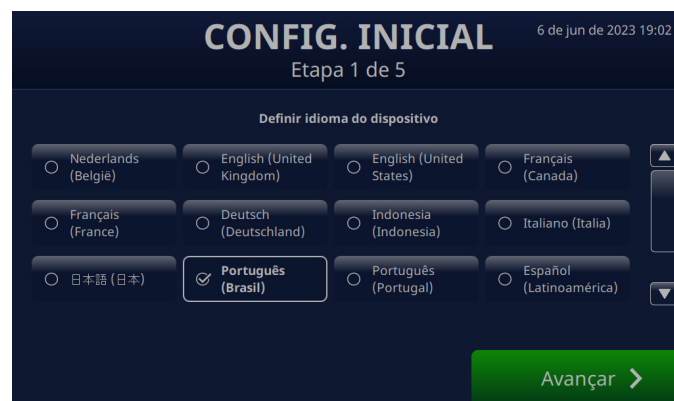 CONFIG. INICIAL
6 de jun de 2023 19:02
Etapa 1 de 5
Definir idioma do dispositivo
Nederlands
(België)
English (United
Kingdom)
English (United
States)
Français
(Canada)
Français
(France)
Deutsch
(Deutschland)
Indonesia
(Indonesia)
Italiano (Italia)
日本語 (日本)
Português
(Brasil)
Português
(Portugal)
Español
(Latinoamérica)
Avançar